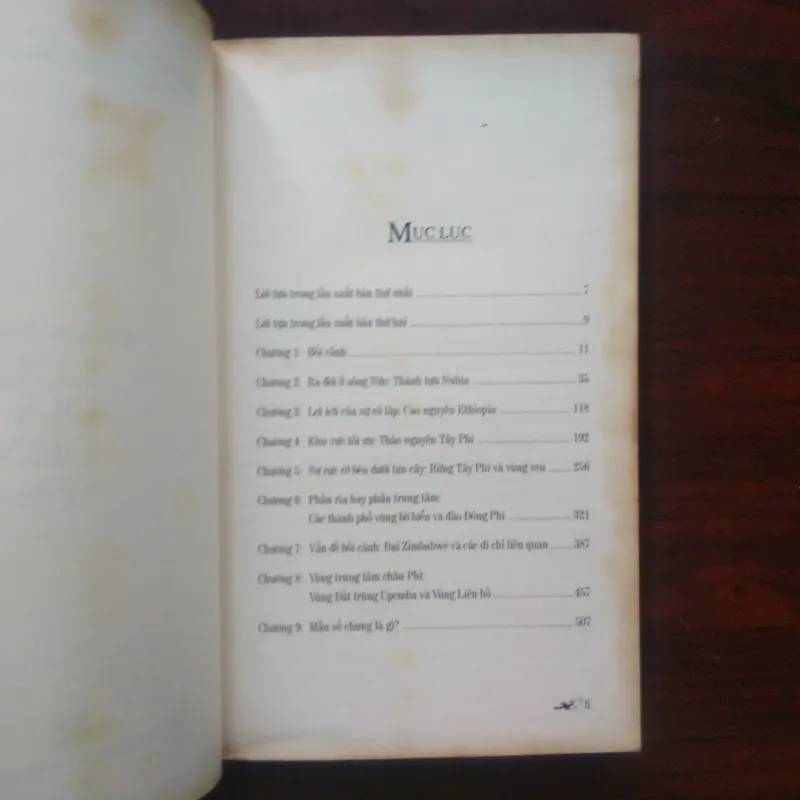 MỤC LỤC
Lời tựa trong lần xuất bản thứ nhất 7
Lời tựa trong lần xuất bản thứ hai 9
Chương 1: Bối cảnh 11
Chương 2: Ra đời ở sông Nile: Thành tựu Nubia 35
Chương 3: Lợi ích của sự cô lập: Cao nguyên Ethiopia 118
Chương 4: Khu vực tối ưu: Thảo nguyên Tây Phi 192
Chương 5: Sự rực rỡ bên dưới tán cây: Rừng Tây Phi và vùng ven 256
Chương 6: Phần rìa hay phần trung tâm:
Các thành phố vùng bờ biển và đảo Đông Phi 321
Chương 7: Vấn đề bối cảnh: Đại Zimbabwe và các di chỉ liên quan 387
Chương 8: Vùng trung tâm châu Phi:
Vùng Đất trũng Upemba và Vùng Liên hồ 457
Chương 9: Mẫu số chung là gì? 507
5